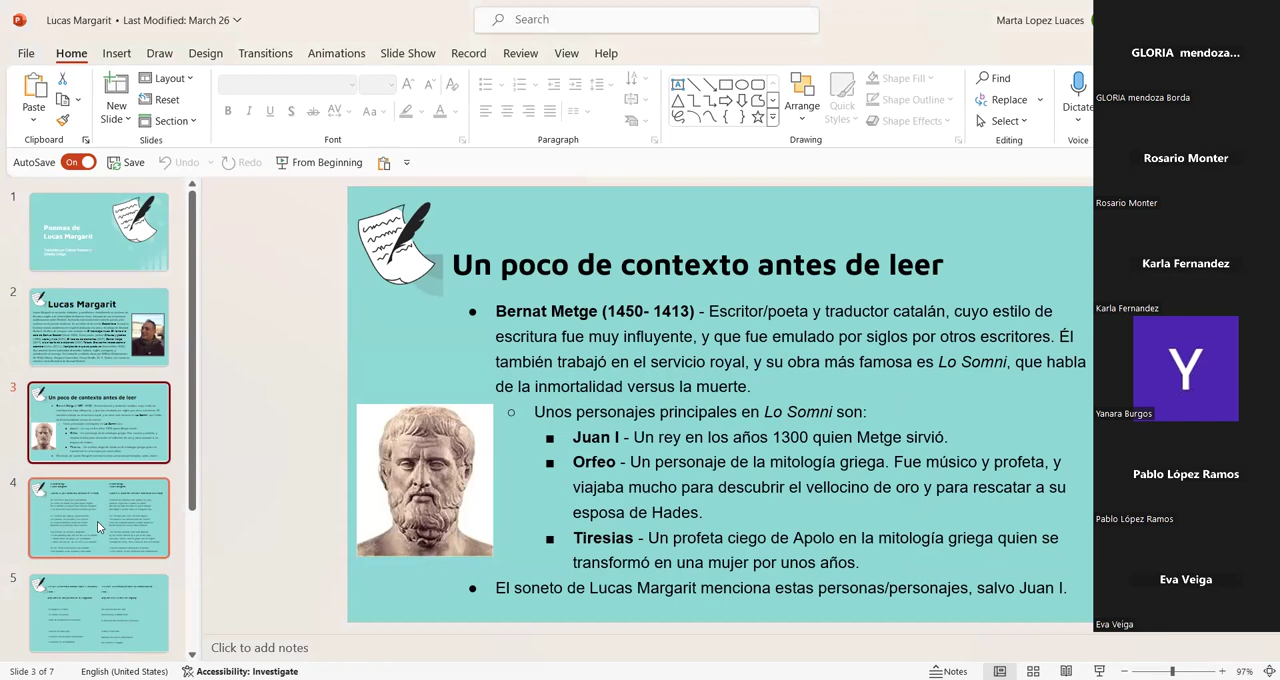 Lucas Margarit • Last Modified: March 26
Search
Marta Lopez Luaces
File Home Insert Draw Design Transitions Animations Slide Show Record Review View Help
Paste
Clipboard
New Slide
Layout
Reset
Section
Slides
B I U S ab AV Aa A
Font
Paragraph
Arrange
Quick Styles
Shape Fill
Shape Outline
Shape Effects
Drawing
Find
Replace
Select
Editing
Dictate
Voice
AutoSave On Save Undo Redo From Beginning
1
Poemas de
Lucas Margarit
2
Lucas Margarit
3
Un poco de contexto antes de leer
4
5
Un poco de contexto antes de leer
● Bernat Metge (1450- 1413) - Escritor/poeta y traductor catalán, cuyo estilo de
escritura fue muy influyente, y que fue emulado por siglos por otros escritores. Él
también trabajó en el servicio royal, y su obra más famosa es Lo Somni, que habla
de la inmortalidad versus la muerte.
○ Unos personajes principales en Lo Somni son:
■ Juan I - Un rey en los años 1300 quien Metge sirvió.
■ Orfeo - Un personaje de la mitología griega. Fue músico y profeta, y
viajaba mucho para descubrir el vellocino de oro y para rescatar a su
esposa de Hades.
■ Tiresias - Un profeta ciego de Apolo en la mitología griega quien se
transformó en una mujer por unos años.
● El soneto de Lucas Margarit menciona estas personas/personajes, salvo Juan I.
Click to add notes
Slide 3 of 7 English (United States) Accessibility: Investigate Notes 97%
GLORIA mendoza...
GLORIA mendoza Borda
Rosario Monter
Rosario Monter
Karla Fernandez
Karla Fernandez
Y
Yanara Burgos
Pablo López Ramos
Pablo López Ramos
Eva Veiga
Eva Veiga